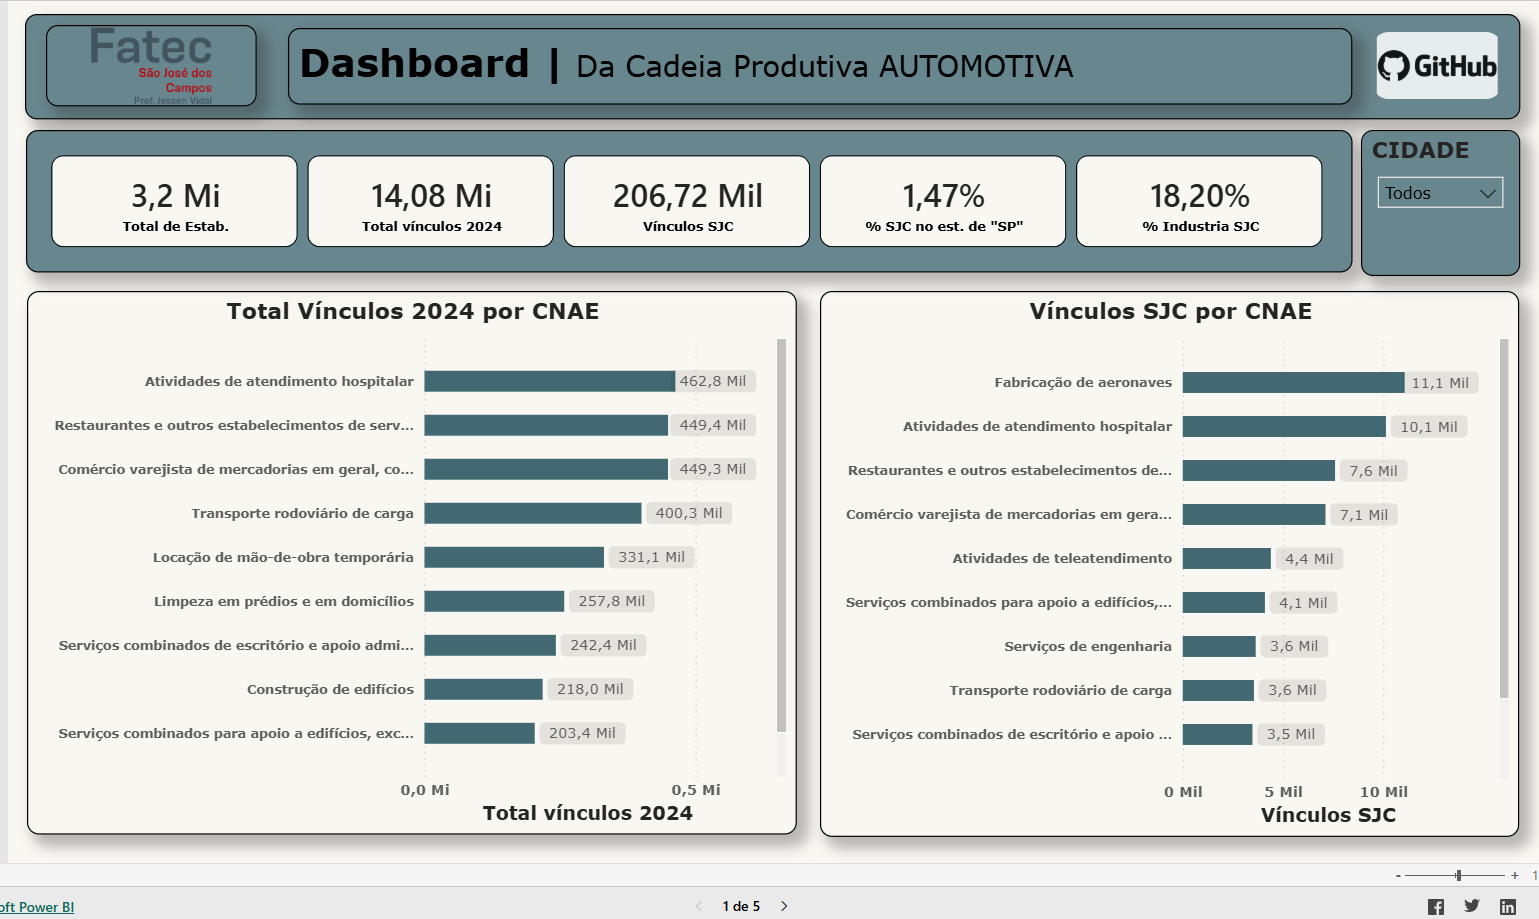 Fatec
São José dos
Campos
Prof. Jessen Vidal
Dashboard | Da Cadeia Produtiva AUTOMOTIVA
GitHub
3,2 Mi
Total de Estab.
14,08 Mi
Total vínculos 2024
206,72 Mil
Vínculos SJC
1,47%
% SJC no est. de "SP"
18,20%
% Industria SJC
CIDADE
Todos
Total Vínculos 2024 por CNAE
Atividades de atendimento hospitalar 462,8 Mil
Restaurantes e outros estabelecimentos de serv... 449,4 Mil
Comércio varejista de mercadorias em geral, co... 449,3 Mil
Transporte rodoviário de carga 400,3 Mil
Locação de mão-de-obra temporária 331,1 Mil
Limpeza em prédios e em domicílios 257,8 Mil
Serviços combinados de escritório e apoio admi... 242,4 Mil
Construção de edifícios 218,0 Mil
Serviços combinados para apoio a edifícios, exc... 203,4 Mil
0,0 Mi 0,5 Mi
Total vínculos 2024
Vínculos SJC por CNAE
Fabricação de aeronaves 11,1 Mil
Atividades de atendimento hospitalar 10,1 Mil
Restaurantes e outros estabelecimentos de... 7,6 Mil
Comércio varejista de mercadorias em gera... 7,1 Mil
Atividades de teleatendimento 4,4 Mil
Serviços combinados para apoio a edifícios,... 4,1 Mil
Serviços de engenharia 3,6 Mil
Transporte rodoviário de carga 3,6 Mil
Serviços combinados de escritório e apoio ... 3,5 Mil
0 Mil 5 Mil 10 Mil
Vínculos SJC
- + 1
oft Power BI
1 de 5